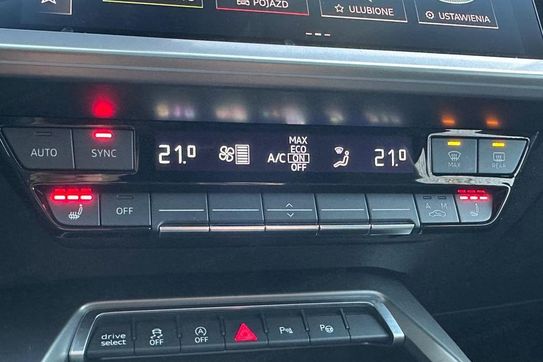 POJAZD
ULUBIONE
USTAWIENIA
AUTO
SYNC
21.0
A/C
MAX
ECO
ON
OFF
21.0
MAX
REAR
OFF
A M
drive
select
OFF
A
OFF
P
P